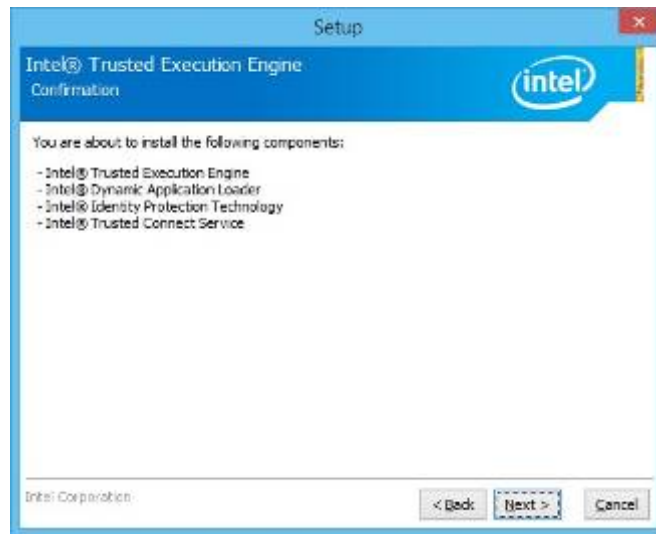 Setup
Intel® Trusted Execution Engine
Confirmation
intel
You are about to install the following components:
- Intel® Trusted Execution Engine
- Intel® Dynamic Application Loader
- Intel® Identity Protection Technology
- Intel® Trusted Connect Service
Intel Corporation
< Back Next > Cancel